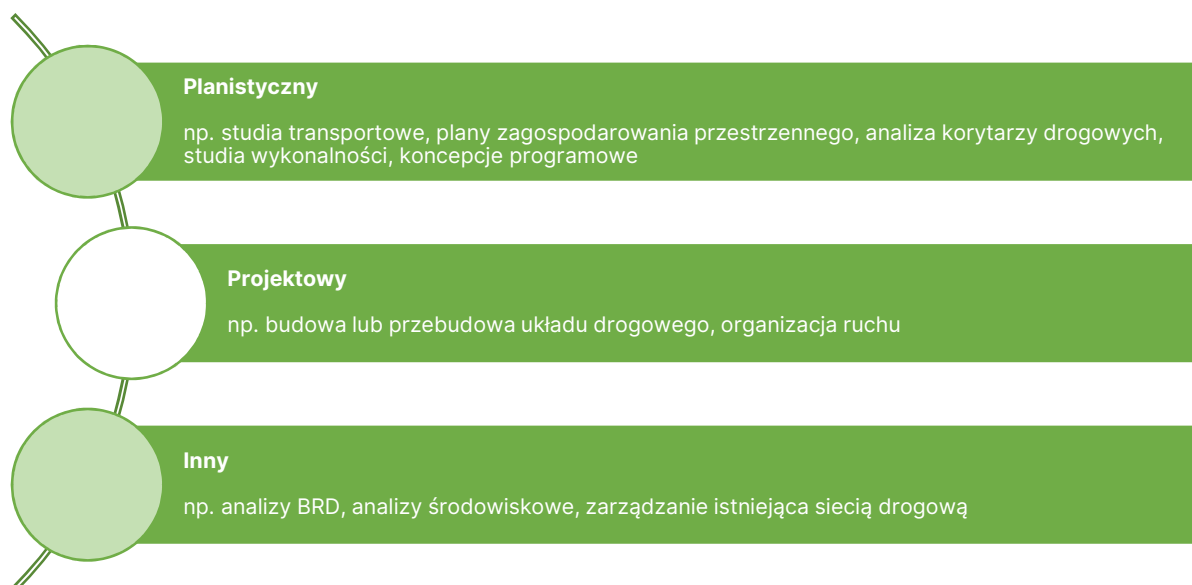 Planistyczny
np. studia transportowe, plany zagospodarowania przestrzennego, analiza korytarzy drogowych,
studia wykonalności, koncepcje programowe
Projektowy
np. budowa lub przebudowa układu drogowego, organizacja ruchu
Inny
np. analizy BRD, analizy środowiskowe, zarządzanie istniejąca siecią drogową